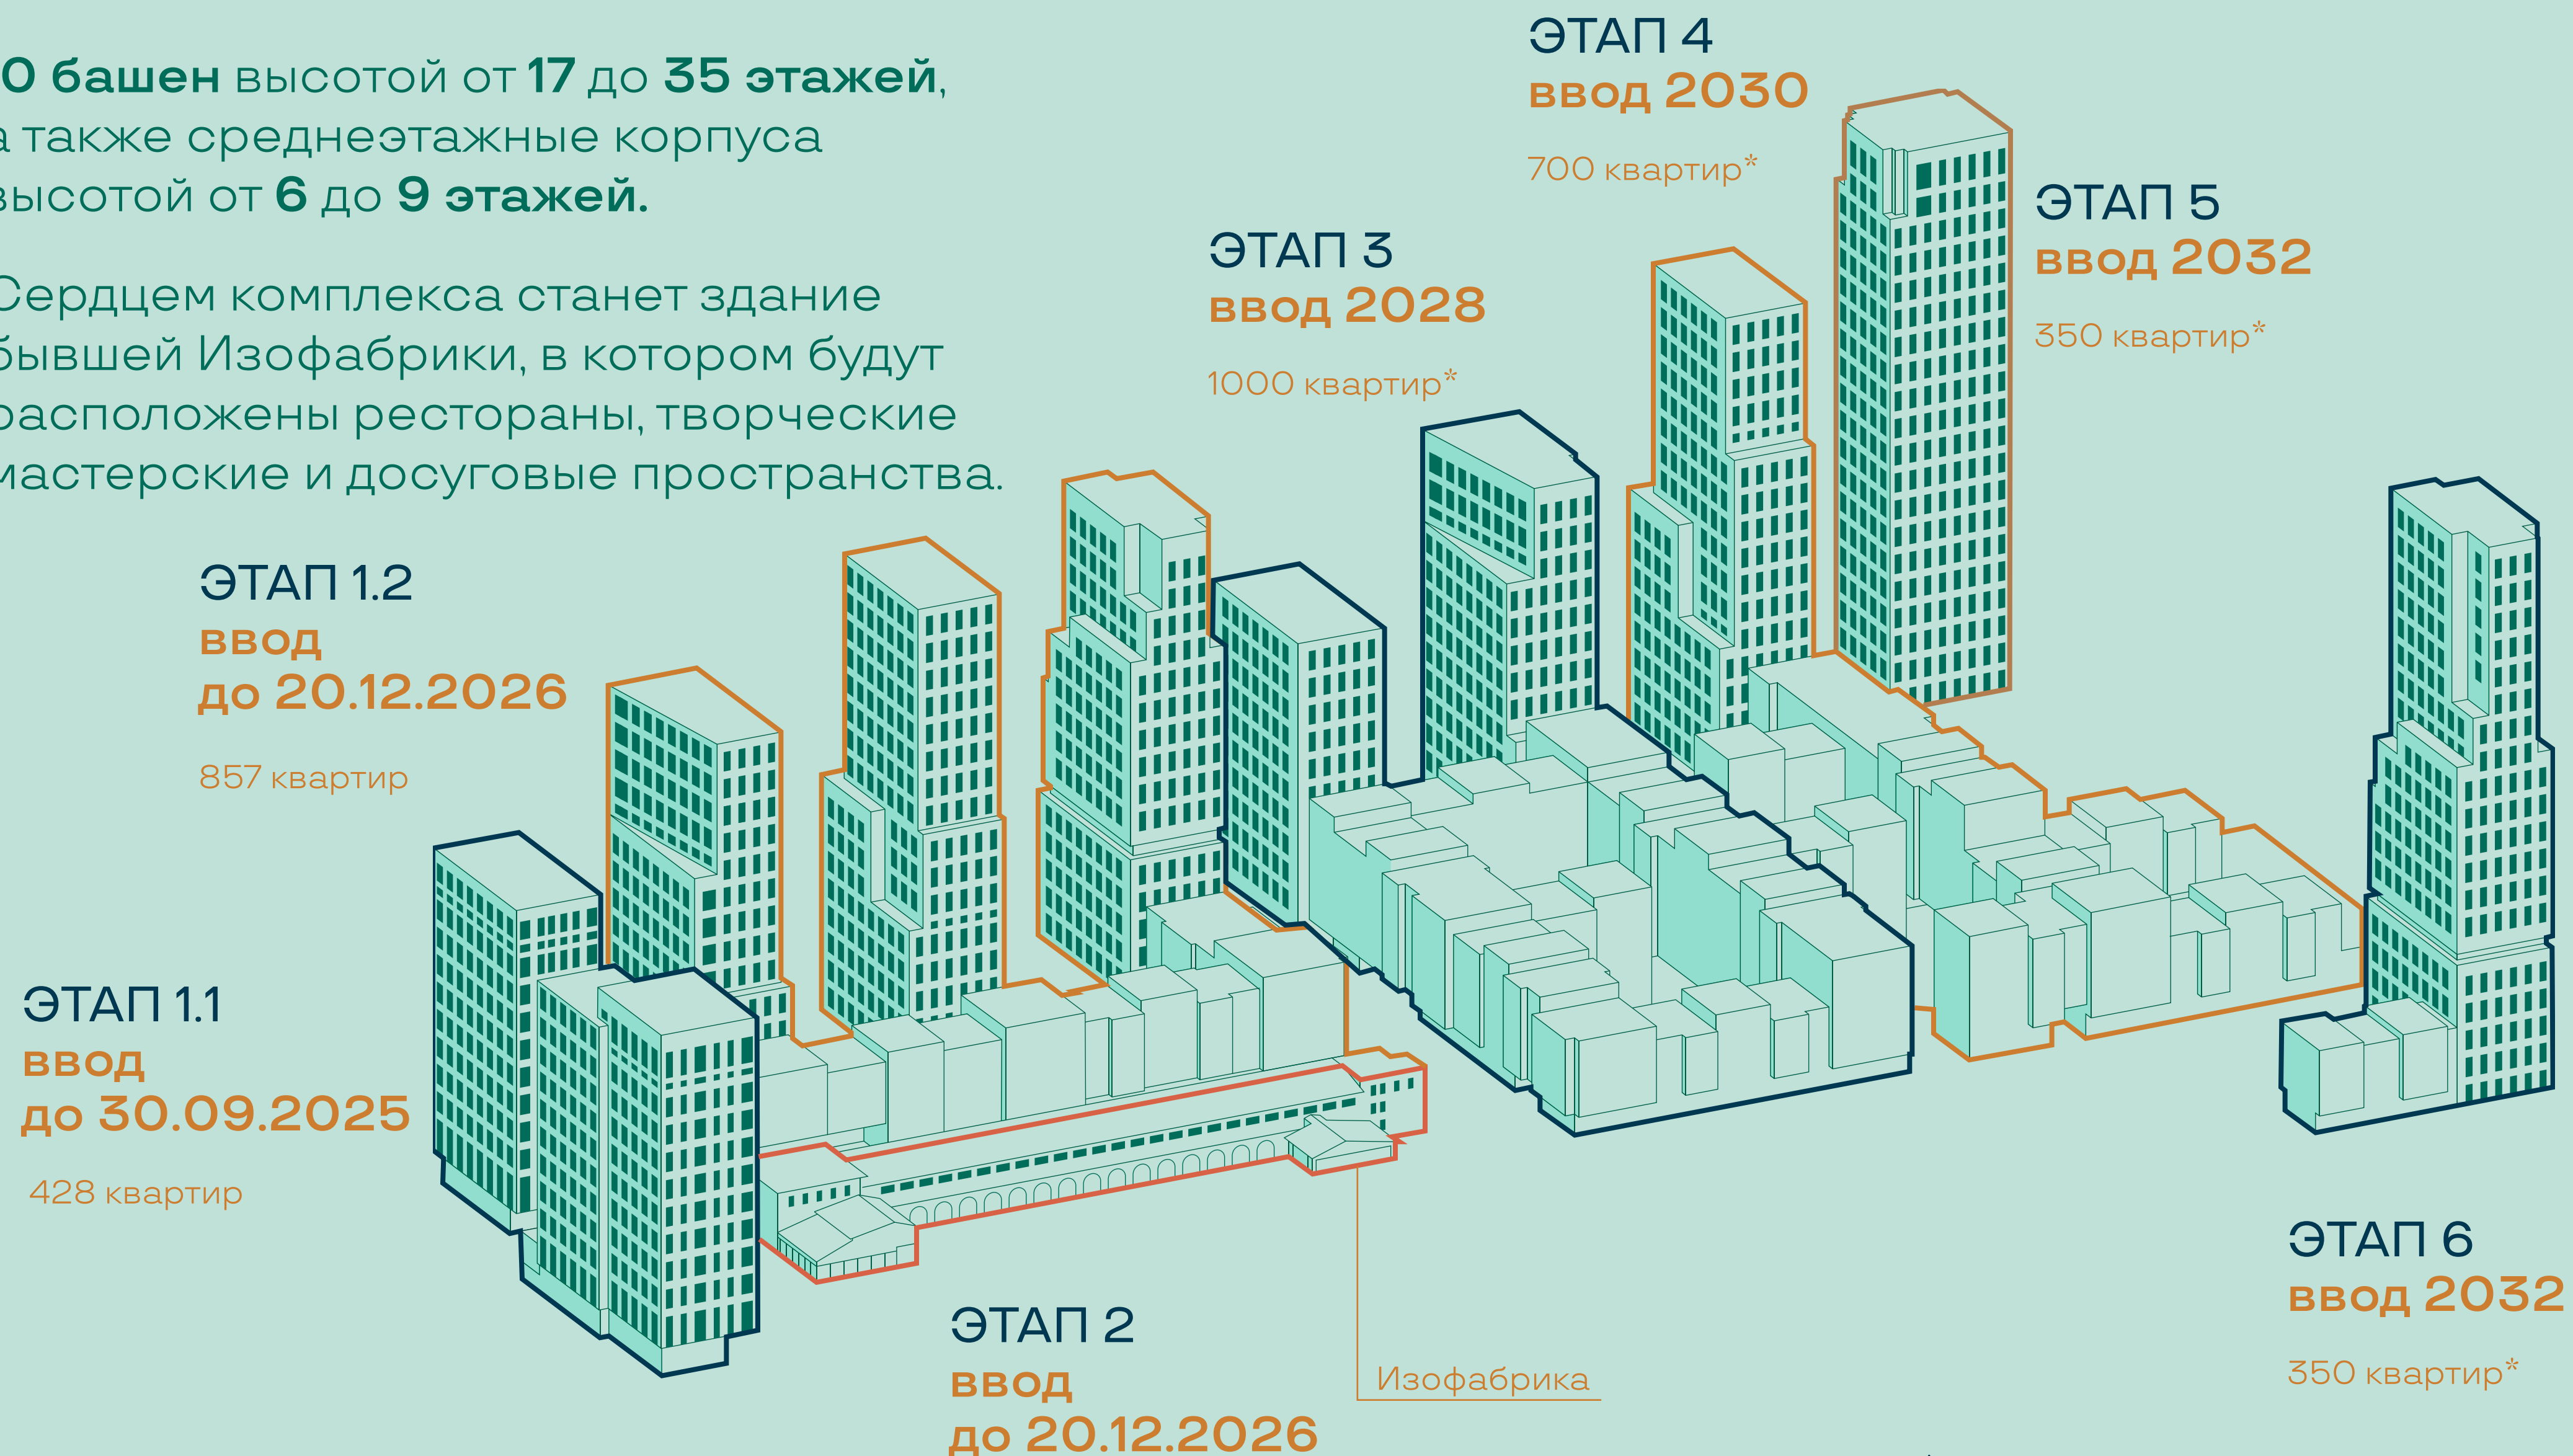 0 башен высотой от 17 до 35 этажей,
а также среднеэтажные корпуса
высотой от 6 до 9 этажей.
Сердцем комплекса станет здание
бывшей Изофабрики, в котором будут
расположены рестораны, творческие
мастерские и досуговые пространства.
ЭТАП 1.1
ввод
до 30.09.2025
428 квартир
ЭТАП 1.2
ввод
до 20.12.2026
857 квартир
ЭТАП 2
ввод
до 20.12.2026
Изофабрика
ЭТАП 3
ввод 2028
1000 квартир*
ЭТАП 4
ввод 2030
700 квартир*
ЭТАП 5
ввод 2032
350 квартир*
ЭТАП 6
ввод 2032
350 квартир*